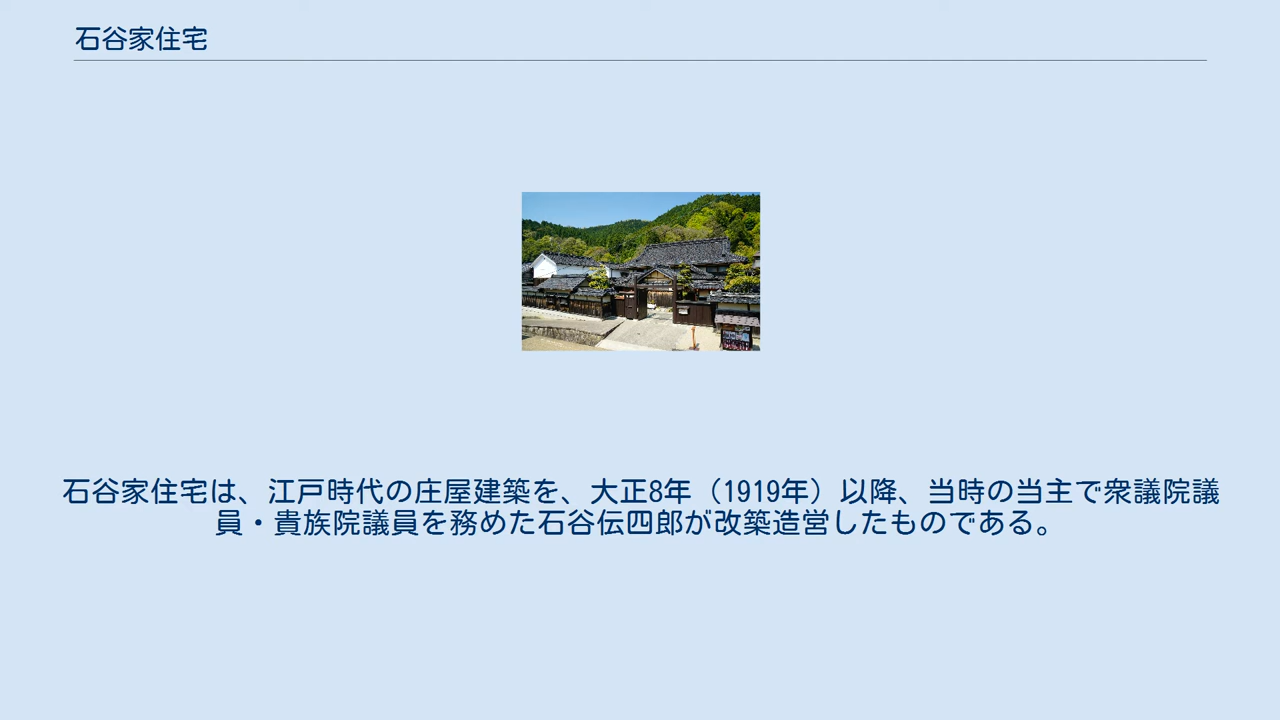 石谷家住宅
石谷家住宅は、江戸時代の庄屋建築を、大正8年（1919年）以降、当時の当主で衆議院議
員・貴族院議員を務めた石谷伝四郎が改築造営したものである。